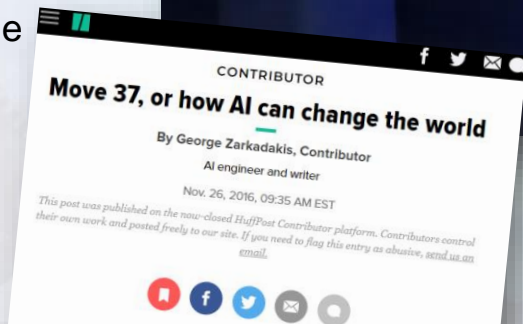 e
CONTRIBUTOR
Move 37, or how AI can change the world
By George Zarkadakis, Contributor
AI engineer and writer
Nov. 26, 2016, 09:35 AM EST
This post was published on the now-closed HuffPost Contributor platform. Contributors control
their own work and posted freely to our site. If you need to flag this entry as abusive, send us an
email.